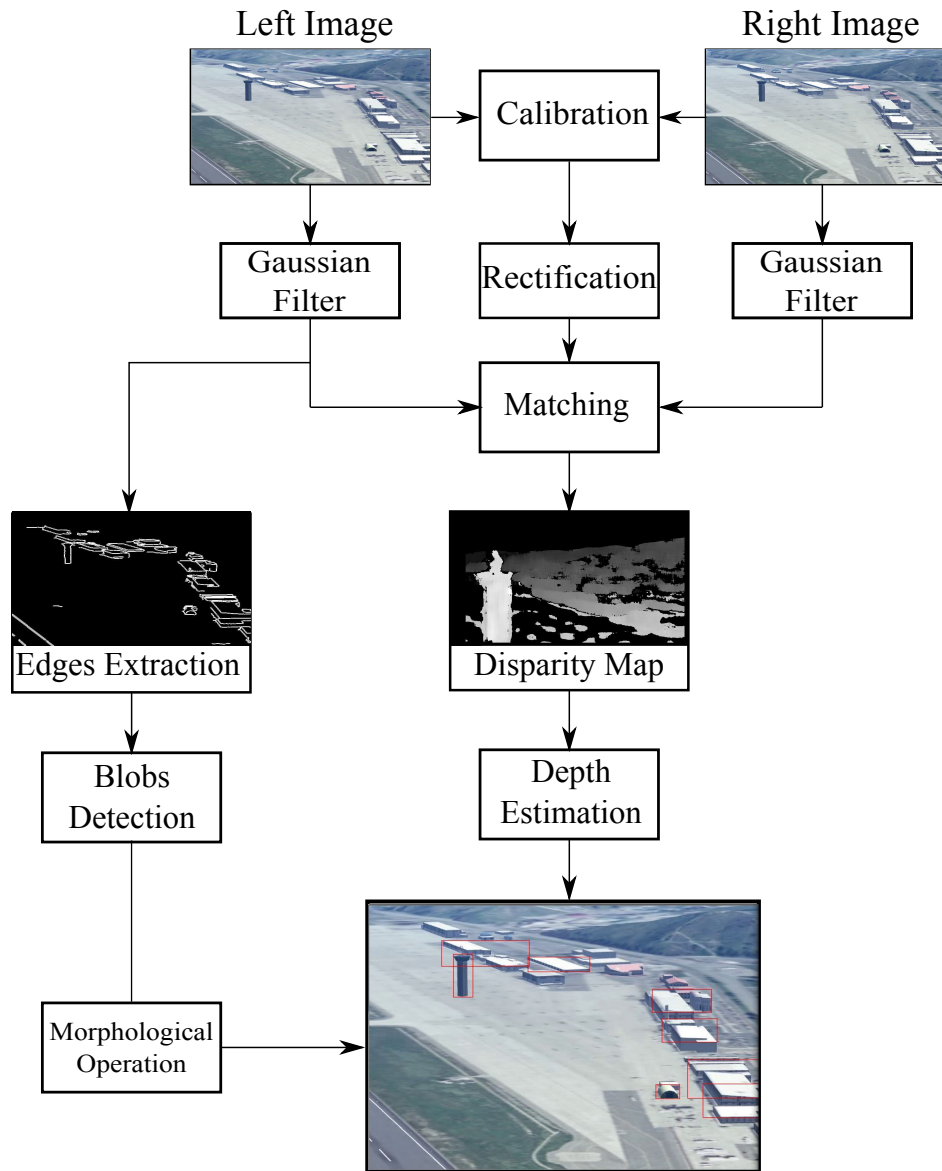 Left Image
Right Image
Calibration
Gaussian
Filter
Rectification
Gaussian
Filter
Matching
Edges Extraction
Disparity Map
Blobs
Detection
Depth
Estimation
Morphological
Operation